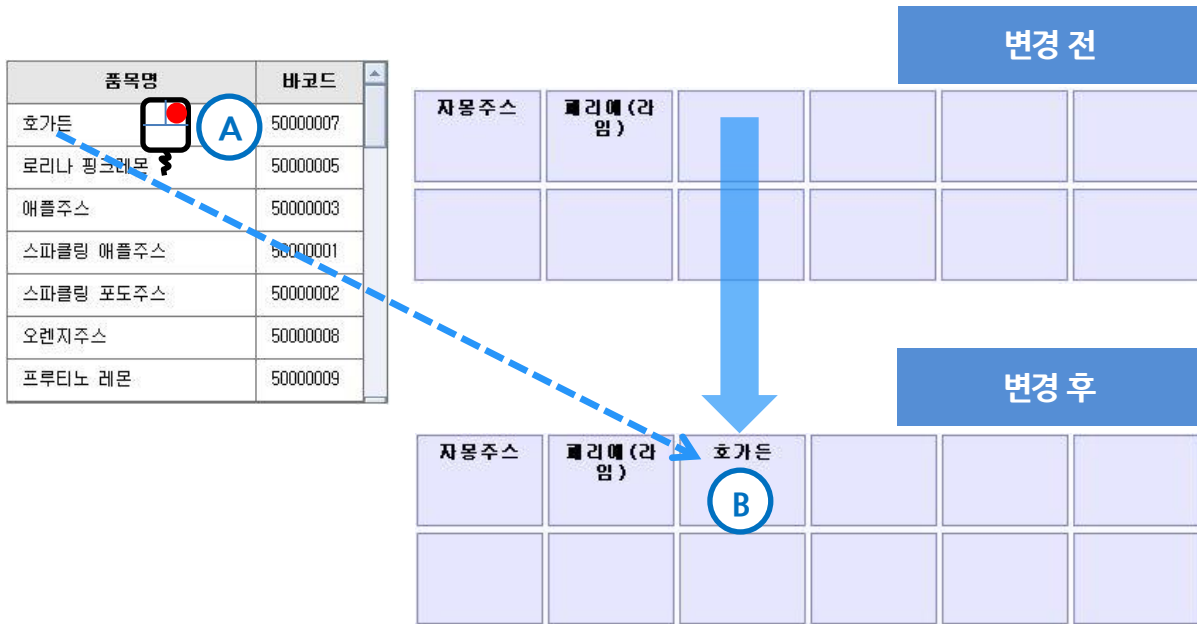 변경 전
품목명 바코드
호가든 A 50000007
로리나 핑크레몬 50000005
애플주스 50000003
스파클링 애플주스 50000001
스파클링 포도주스 50000002
오렌지주스 50000008
프루티노 레몬 50000009
자몽주스 페리에(라
임)
변경 후
자몽주스 페리에(라 호가든
임)
B